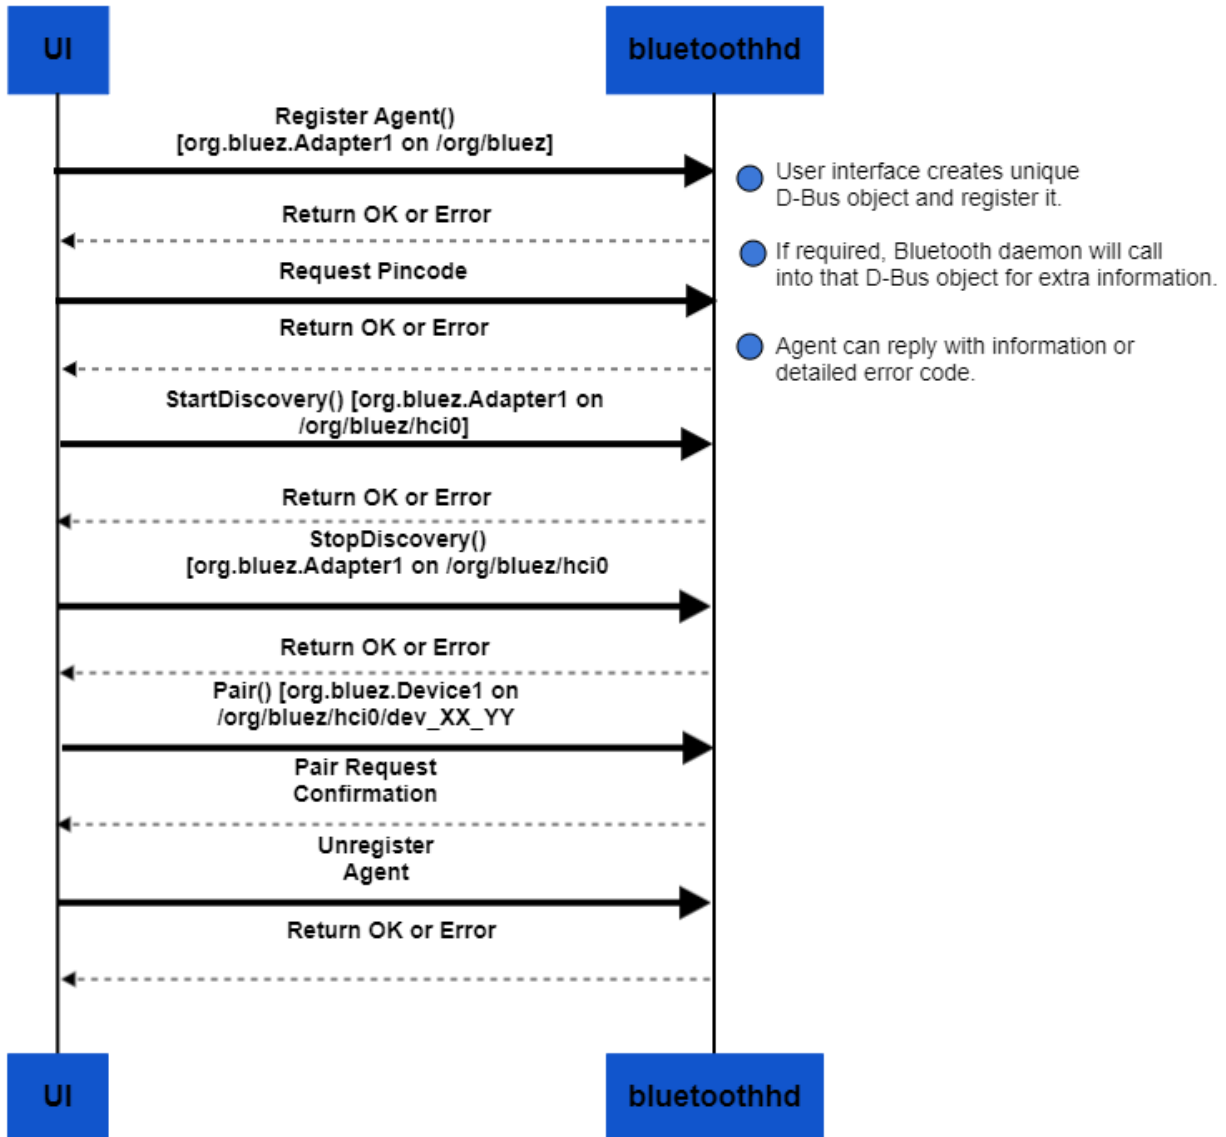 UI
bluetoothhd
Register Agent()
[org.bluez.Adapter1 on /org/bluez]
User interface creates unique
D-Bus object and register it.
Return OK or Error
If required, Bluetooth daemon will call
into that D-Bus object for extra information.
Request Pincode
Return OK or Error
Agent can reply with information or
detailed error code.
StartDiscovery() [org.bluez.Adapter1 on
/org/bluez/hci0]
Return OK or Error
StopDiscovery()
[org.bluez.Adapter1 on /org/bluez/hci0
Return OK or Error
Pair() [org.bluez.Device1 on
/org/bluez/hci0/dev_XX_YY
Pair Request
Confirmation
Unregister
Agent
Return OK or Error
UI
bluetoothhd